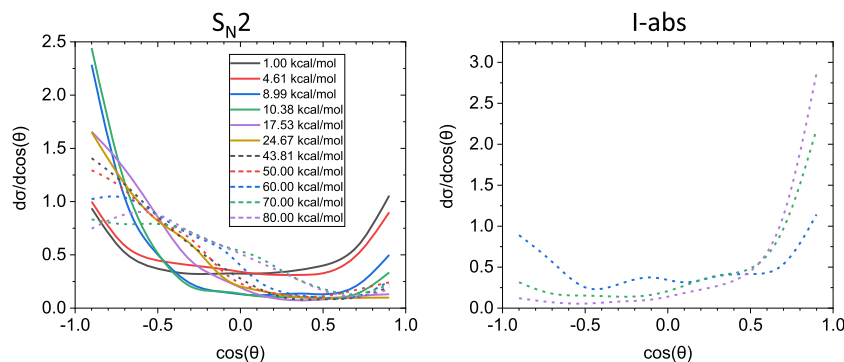 S_N2
dσ/dcos(θ)
2.5
2.0
1.5
1.0
0.5
0.0
-1.0 -0.5 0.0 0.5 1.0
cos(θ)
1.00 kcal/mol
4.61 kcal/mol
8.99 kcal/mol
10.38 kcal/mol
17.53 kcal/mol
24.67 kcal/mol
43.81 kcal/mol
50.00 kcal/mol
60.00 kcal/mol
70.00 kcal/mol
80.00 kcal/mol
I-abs
dσ/dcos(θ)
3.0
2.5
2.0
1.5
1.0
0.5
0.0
-1.0 -0.5 0.0 0.5 1.0
cos(θ)